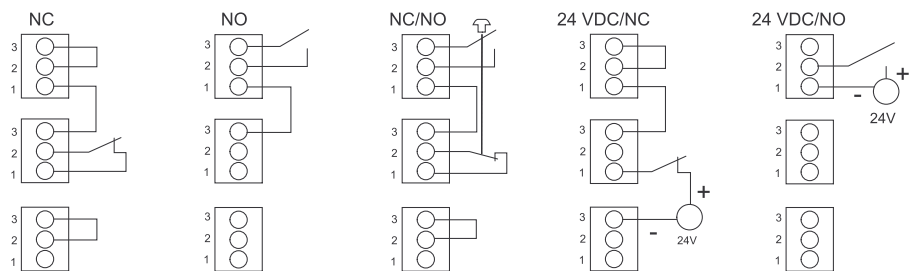 NC NO NC/NO 24 VDC/NC 24 VDC/NO
3 3 3 3 3
2 2 2 2 2 +
1 1 1 1 1 -
24V
3 3 3 3 3
2 2 2 2 2
1 1 1 1 1
+
3 3 3 3 3
2 2 2 2 - 24V 2
1 1 1 1 1